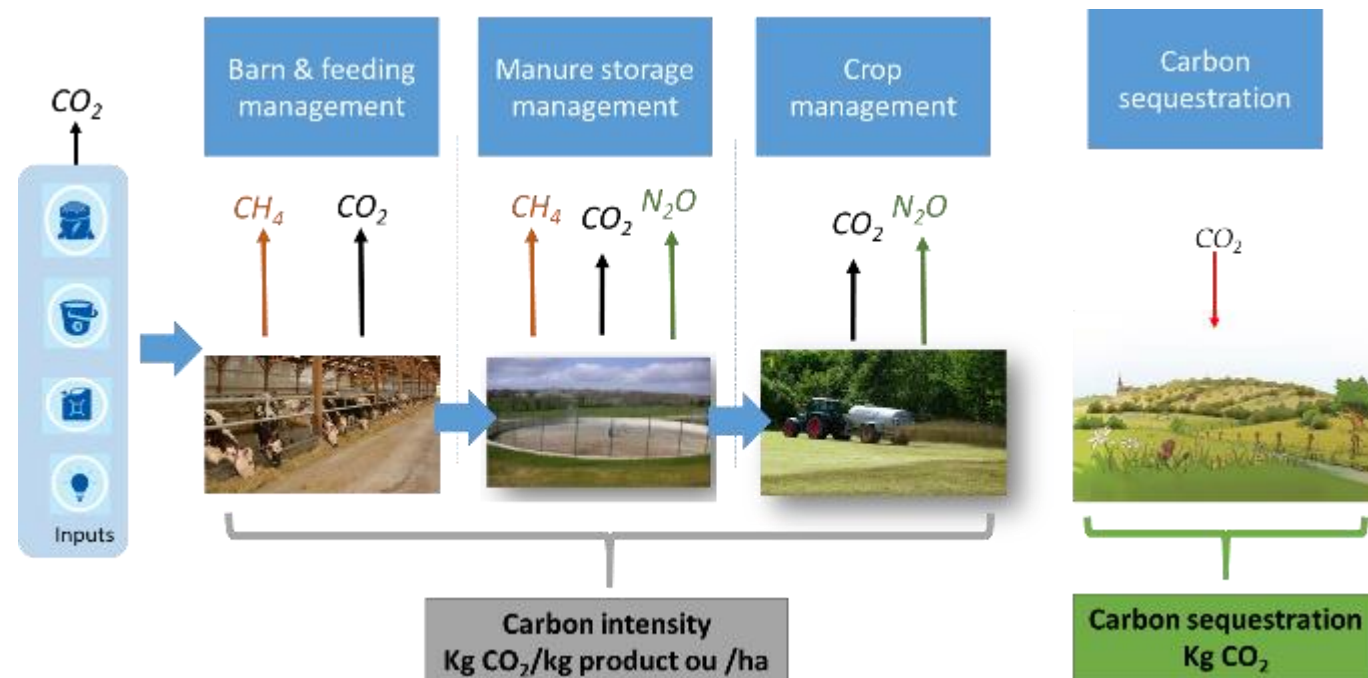 Barn & feeding
management
Manure storage
management
Crop
management
Carbon
sequestration
CO₂
CH₄
CO₂
CH₄
CO₂
N₂O
CO₂
N₂O
CO₂
Inputs
Carbon intensity
Kg CO₂/kg product ou /ha
Carbon sequestration
Kg CO₂